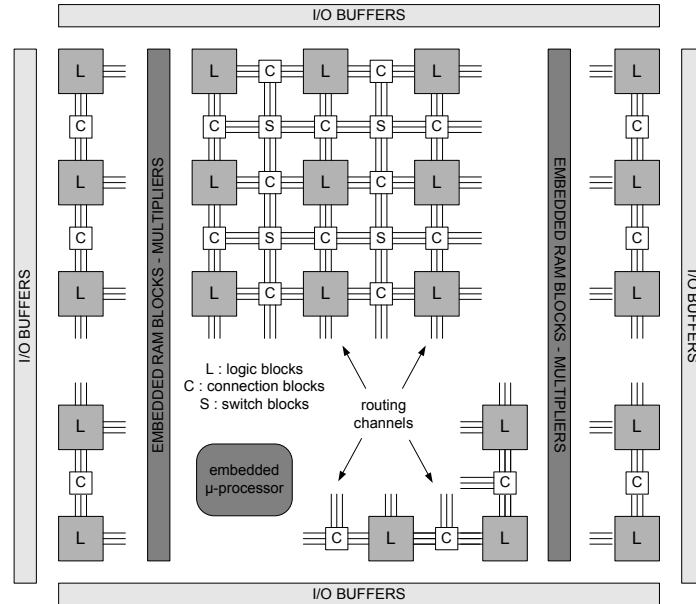 I/O BUFFERS
L L L L L
C C
C S C S C
C C
L L L L L
C C
C S C S C
C C
L L L L L
C C
I/O BUFFERS
EMBEDDED RAM BLOCKS - MULTIPLIERS
EMBEDDED RAM BLOCKS - MULTIPLIERS
I/O BUFFERS
L : logic blocks
C : connection blocks
S : switch blocks
routing
channels
embedded
μ-processor
L L L
C C C
L C L C L L
I/O BUFFERS